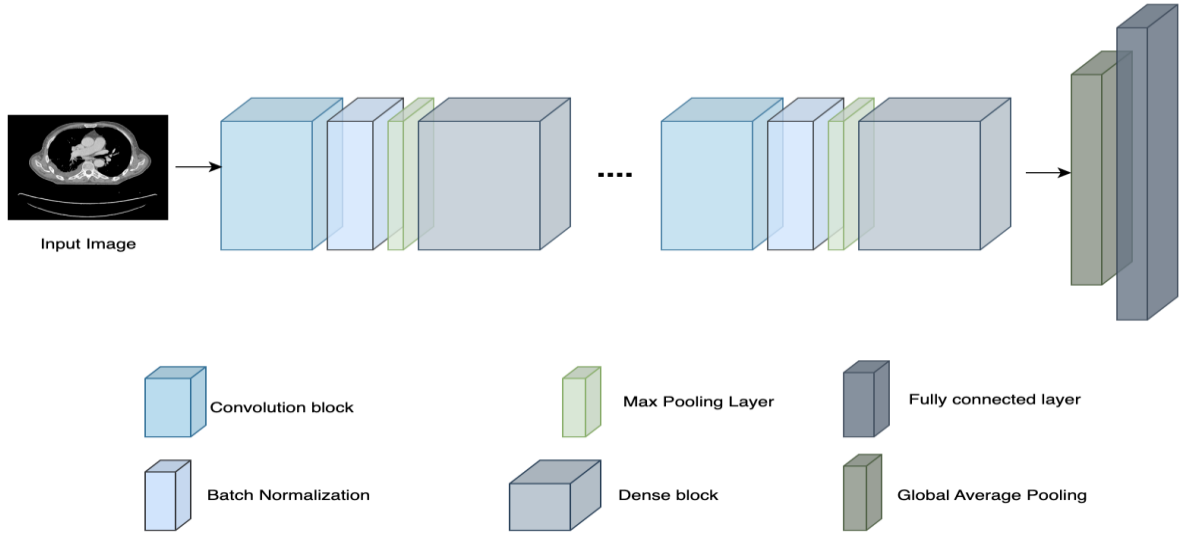 Input Image
....
Convolution block
Max Pooling Layer
Fully connected layer
Batch Normalization
Dense block
Global Average Pooling